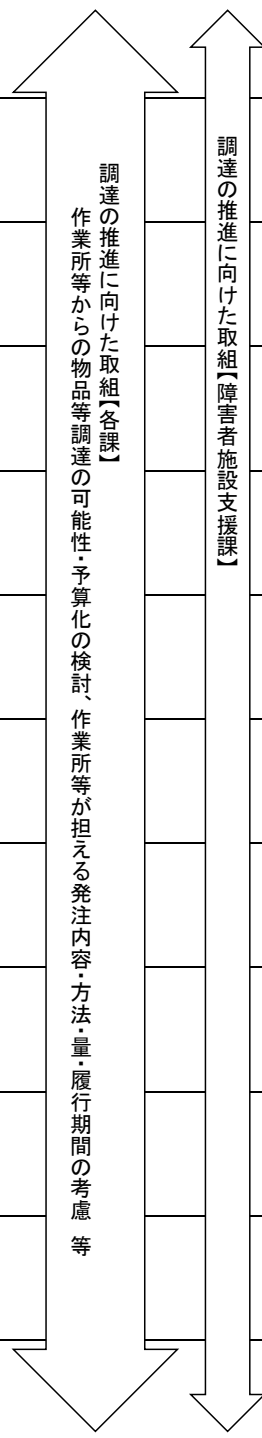 調達の推進に向けた取組【障害者施設支援課】
調達の推進に向けた取組【各課】
作業所等からの物品等調達の可能性・予算化の検討、作業所等が担える発注内容・方法・量・履行期間の考慮 等